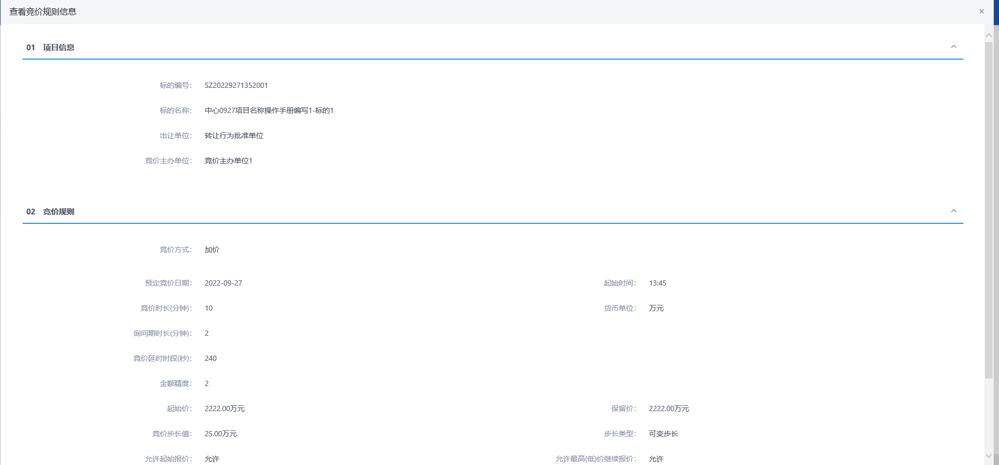 查看竞价规则信息
01 项目信息
标的编号： SZ20229271352001
标的名称： 中心0927项目名称操作手册编写1-标的1
出让单位： 转让行为批准单位
竞价主办单位： 竞价主办单位1
02 竞价规则
竞价方式： 加价
预定竞价日期： 2022-09-27 起始时间： 13:45
竞价时长(分钟)： 10 货币单位： 万元
询问期时长(分钟)： 2
竞价延时时段(秒)： 240
金额精度： 2
起始价： 2222.00万元 保留价： 2222.00万元
竞价步长值： 25.00万元 步长类型： 可变步长
允许起始报价： 允许 允许最高(低)价继续报价： 允许